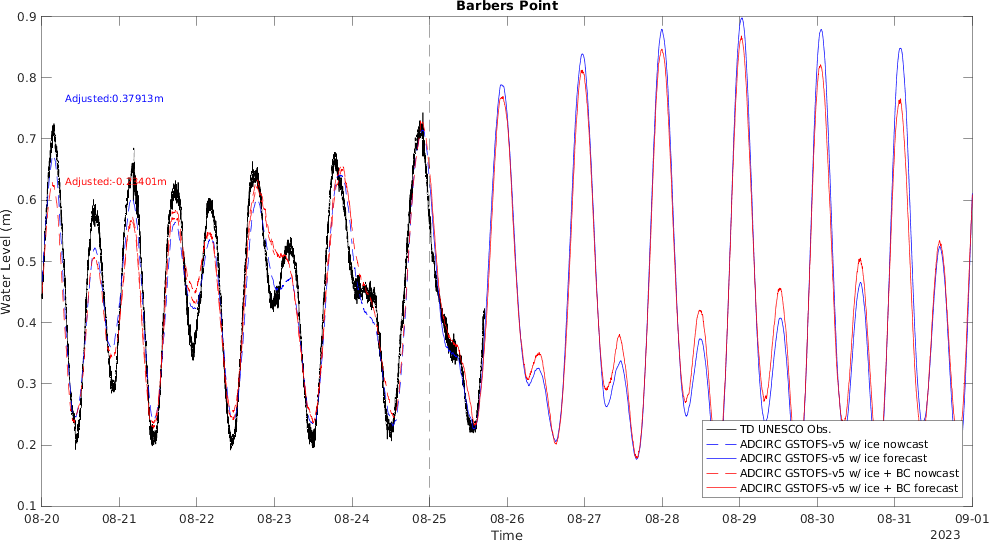 Barbers Point
0.9
0.8
0.7
0.6
0.5
0.4
0.3
0.2
0.1
Water Level (m)
Adjusted:0.37913m
08-20
08-21
08-22
08-23
08-24
08-25
08-26
08-27
08-28
08-29
08-30
08-31
09-01
Time
2023
TD UNESCO Obs.
ADCIRC GSTOFS-v5 w/ ice nowcast
ADCIRC GSTOFS-v5 w/ ice forecast
ADCIRC GSTOFS-v5 w/ ice + BC nowcast
ADCIRC GSTOFS-v5 w/ ice + BC forecast